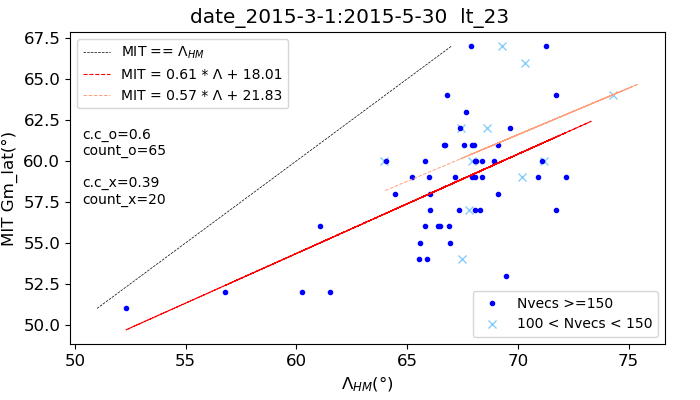 date_2015-3-1:2015-5-30 lt_23
67.5
65.0
62.5
60.0
57.5
55.0
52.5
50.0
MIT Gm_lat(°)
MIT == Λ_HM
MIT = 0.61 * Λ + 18.01
MIT = 0.57 * Λ + 21.83
c.c_o=0.6
count_o=65
c.c_x=0.39
count_x=20
Nvecs >=150
100 < Nvecs < 150
50 55 60 65 70 75
Λ_HM(°)